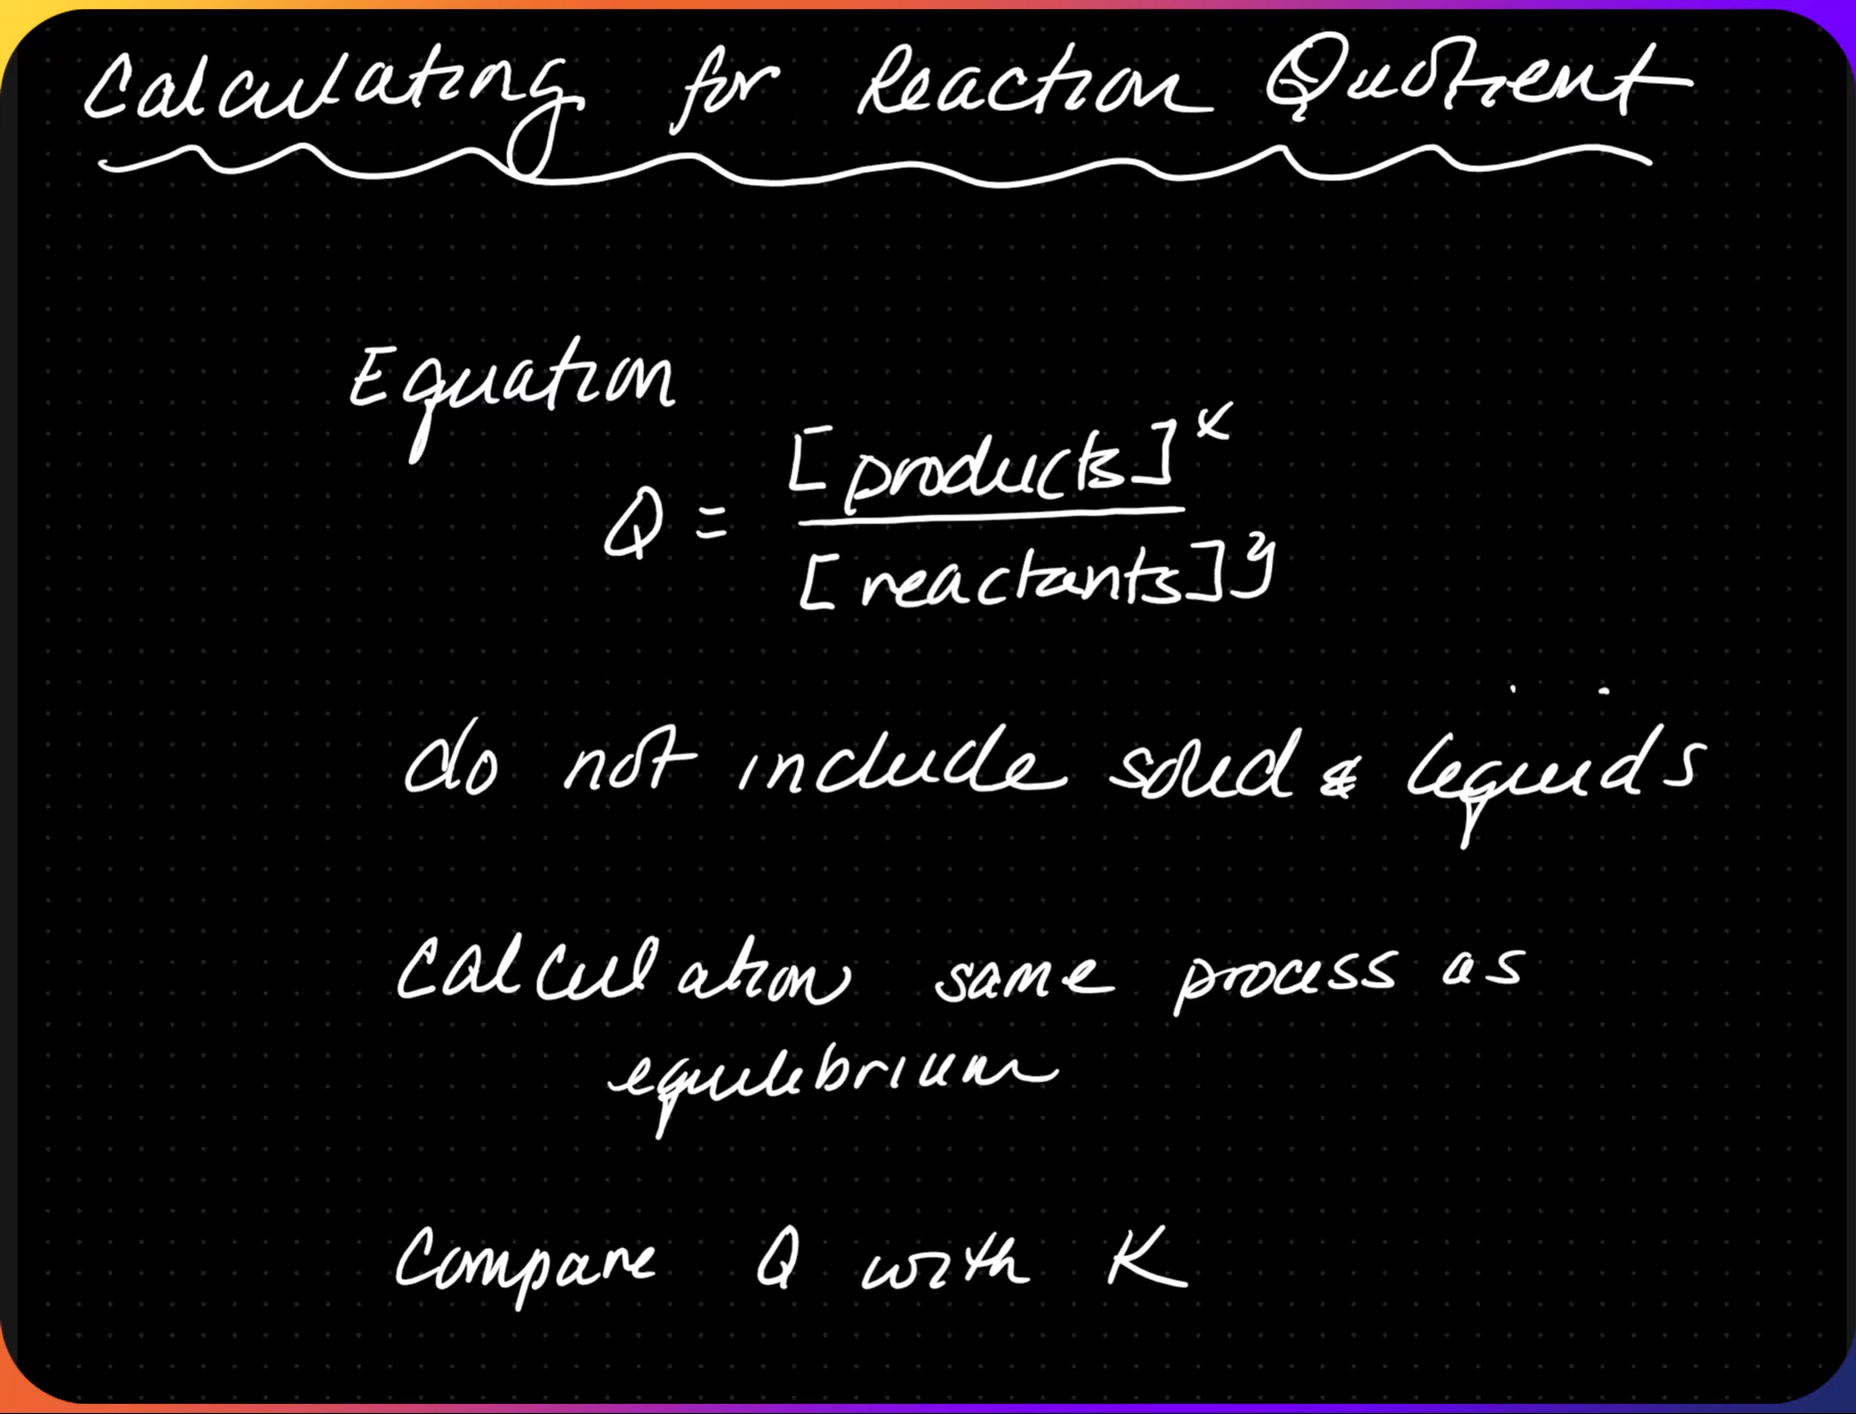 Calculating for Reaction Quotient
Equation
Q = [products]^x / [reactants]^y
do not include solid & liquids
Calculation same process as
equilibrium
Compare Q with K